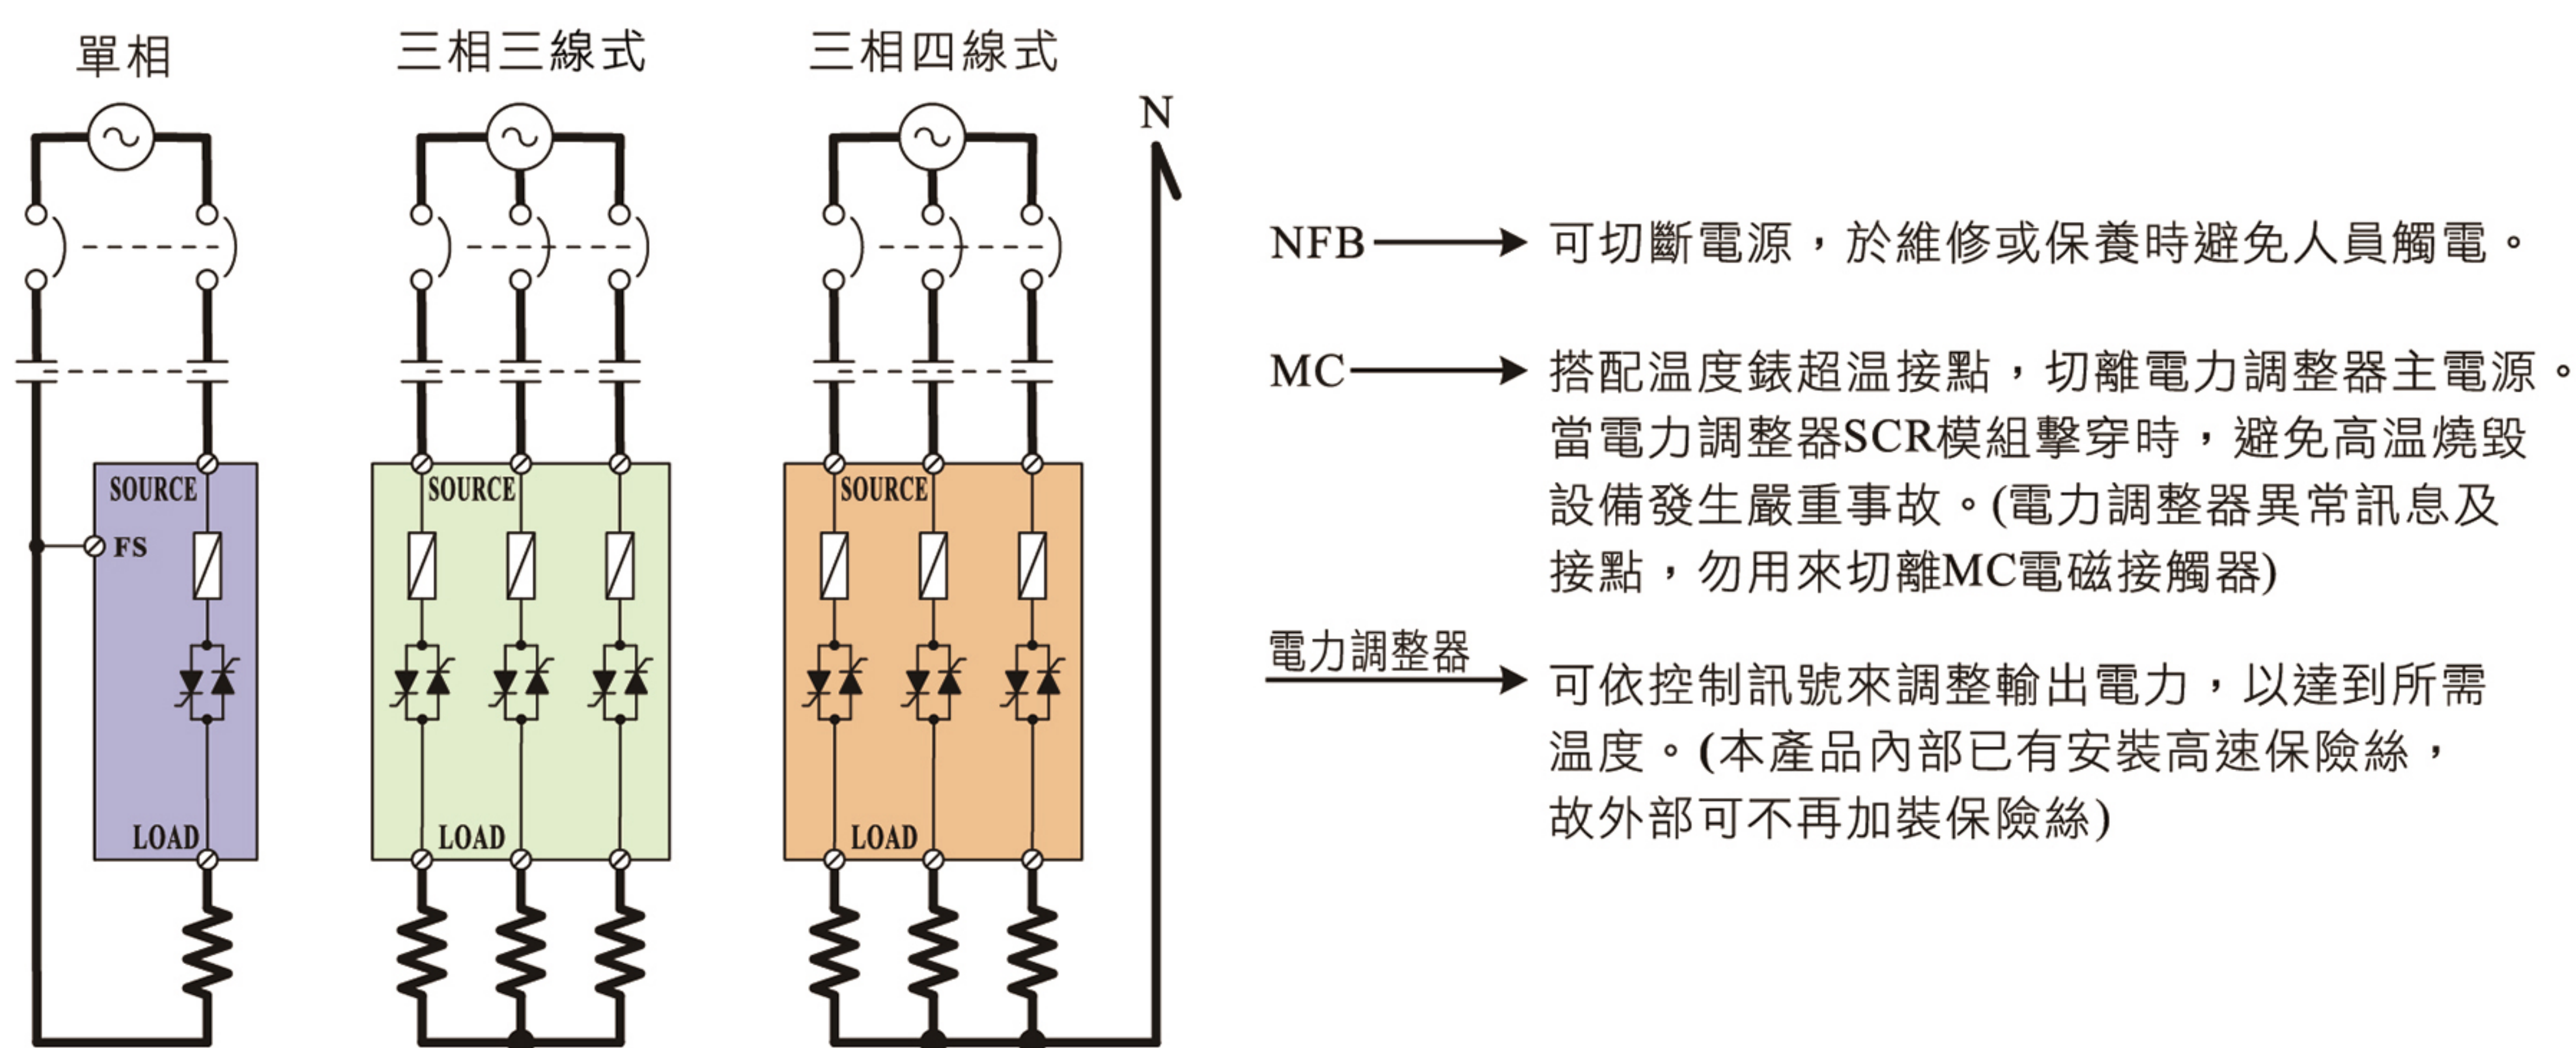 單相
三相三線式
三相四線式
N
SOURCE
FS
LOAD
SOURCE
LOAD
SOURCE
LOAD
NFB
可切斷電源，於維修或保養時避免人員觸電。
MC
搭配温度錶超温接點，切離電力調整器主電源。
當電力調整器SCR模組擊穿時，避免高温燒毀
設備發生嚴重事故。(電力調整器異常訊息及
接點，勿用來切離MC電磁接觸器)
電力調整器
可依控制訊號來調整輸出電力，以達到所需
温度。(本產品內部已有安裝高速保險絲，
故外部可不再加裝保險絲)